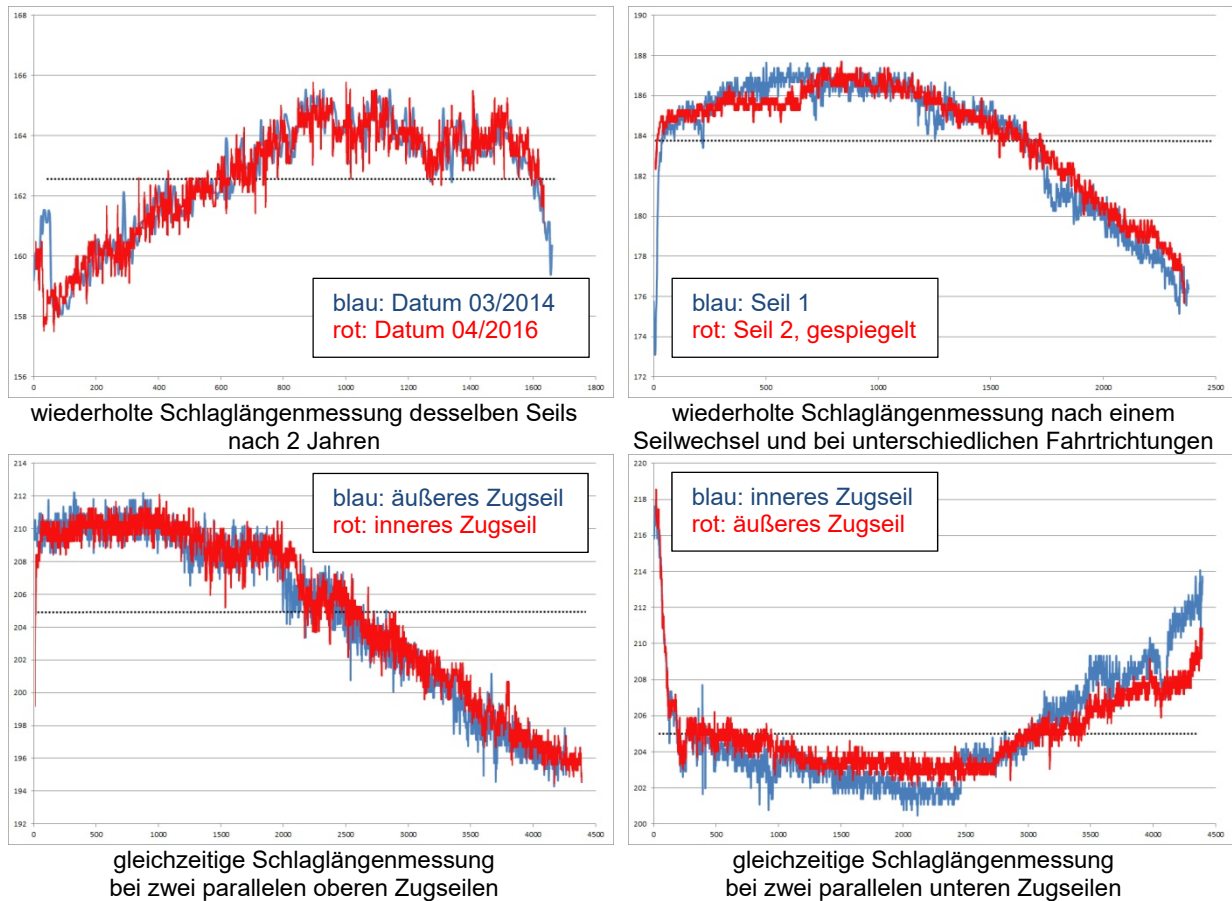 168
166
164
162
160
158
156
0 200 400 600 800 1000 1200 1400 1600 1800
blau: Datum 03/2014
rot: Datum 04/2016
wiederholte Schlaglängenmessung desselben Seils
nach 2 Jahren
190
188
186
184
182
180
178
176
174
172
0 500 1000 1500 2000 2500
blau: Seil 1
rot: Seil 2, gespiegelt
wiederholte Schlaglängenmessung nach einem
Seilwechsel und bei unterschiedlichen Fahrtrichtungen
214
212
210
208
206
204
202
200
198
196
194
192
0 500 1000 1500 2000 2500 3000 3500 4000 4500
blau: äußeres Zugseil
rot: inneres Zugseil
gleichzeitige Schlaglängenmessung
bei zwei parallelen oberen Zugseilen
220
218
216
214
212
210
208
206
204
202
200
198
0 500 1000 1500 2000 2500 3000 3500 4000 4500
blau: inneres Zugseil
rot: äußeres Zugseil
gleichzeitige Schlaglängenmessung
bei zwei parallelen unteren Zugseilen